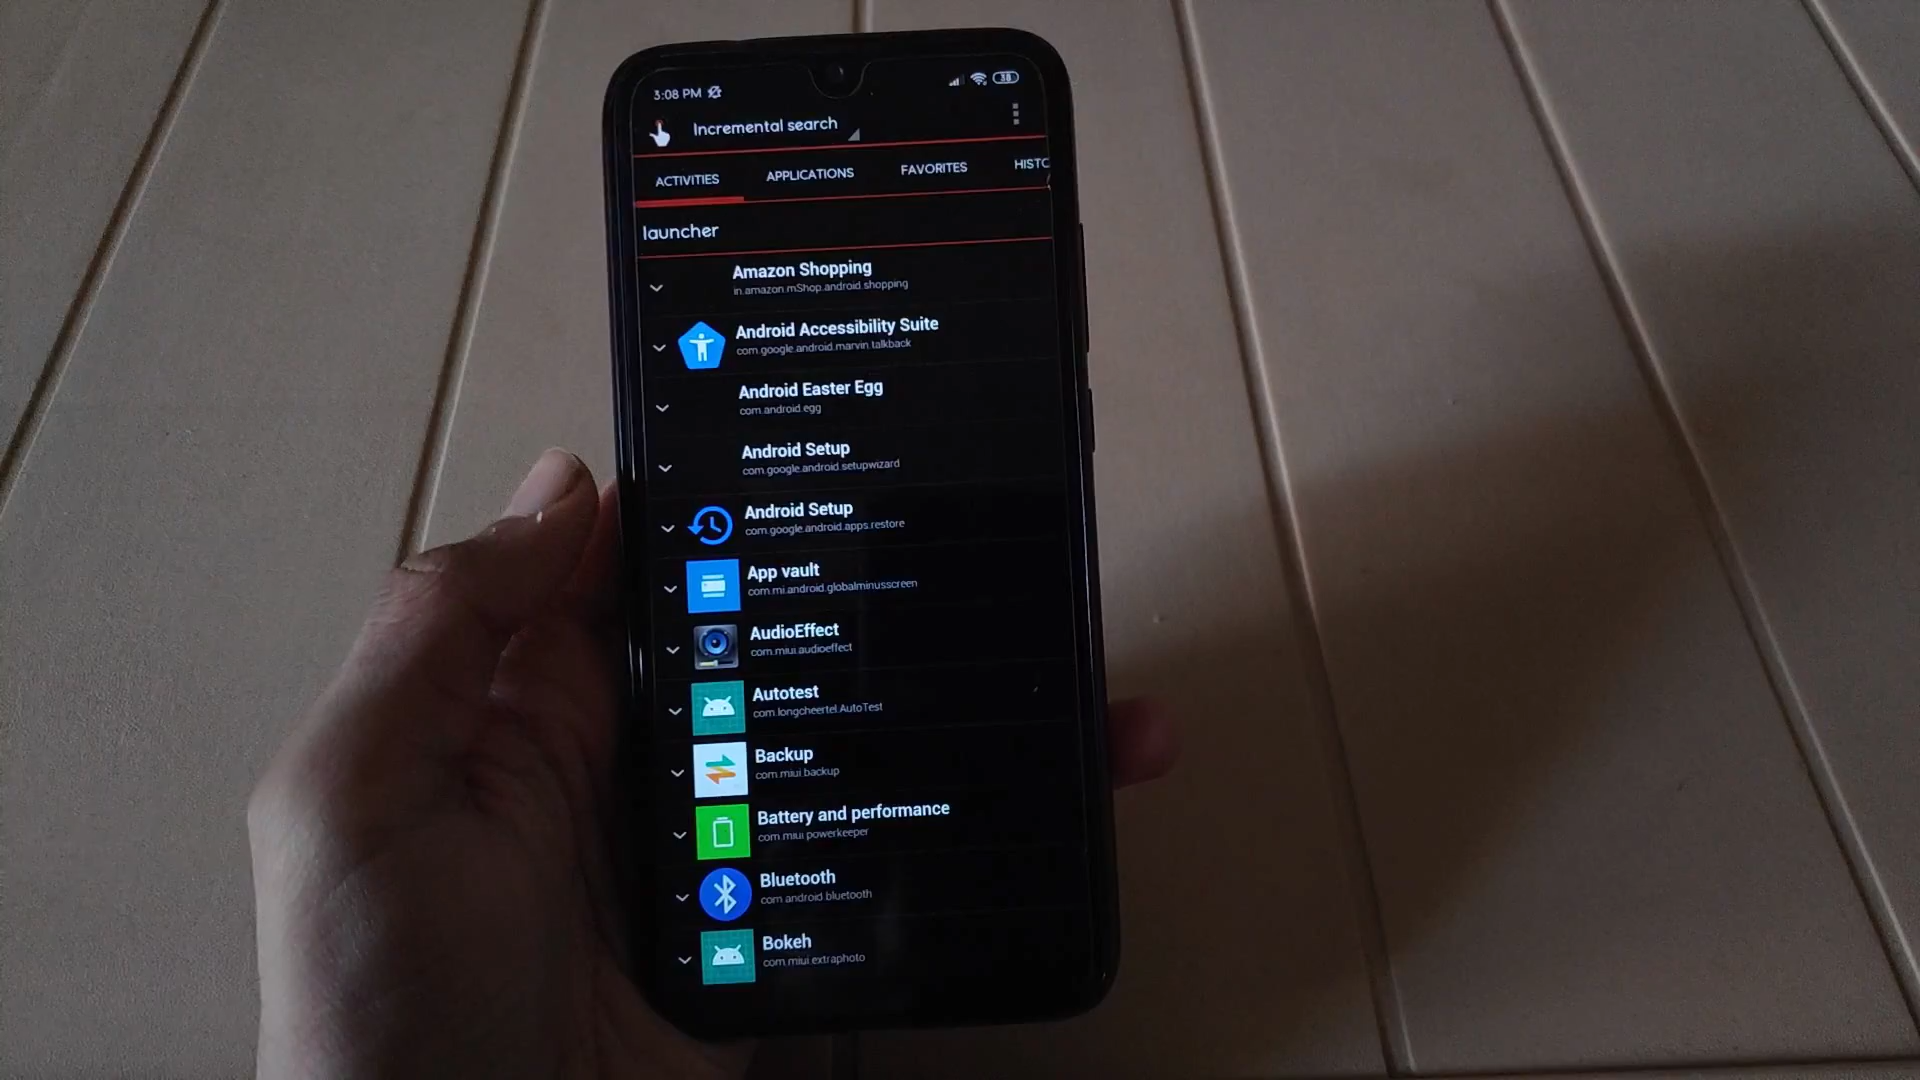 3:08 PM
38
Incremental search
ACTIVITIES APPLICATIONS FAVORITES HISTO
launcher
Amazon Shopping
in.amazon.mShop.android.shopping
Android Accessibility Suite
com.google.android.marvin.talkback
Android Easter Egg
com.android.egg
Android Setup
com.google.android.setupwizard
Android Setup
com.google.android.apps.restore
App vault
com.mi.android.globalminusscreen
AudioEffect
com.miui.audioeffect
Autotest
com.longcheertel.AutoTest
Backup
com.miui.backup
Battery and performance
com.miui.powerkeeper
Bluetooth
com.android.bluetooth
Bokeh
com.miui.extraphoto